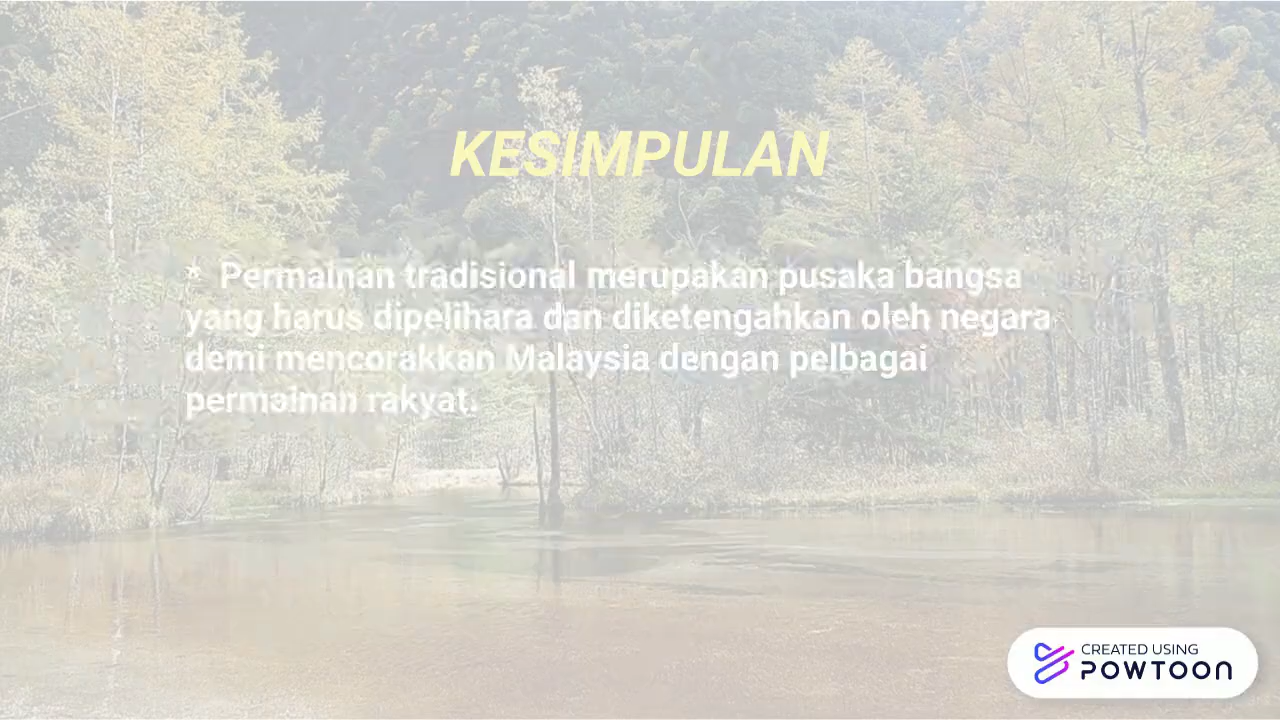 KESIMPULAN
* Permainan tradisional merupakan pusaka bangsa
yang harus dipelihara dan diketengahkan oleh negara
demi mencorakkan Malaysia dengan pelbagai
permainan rakyat.
CREATED USING
POWTOON